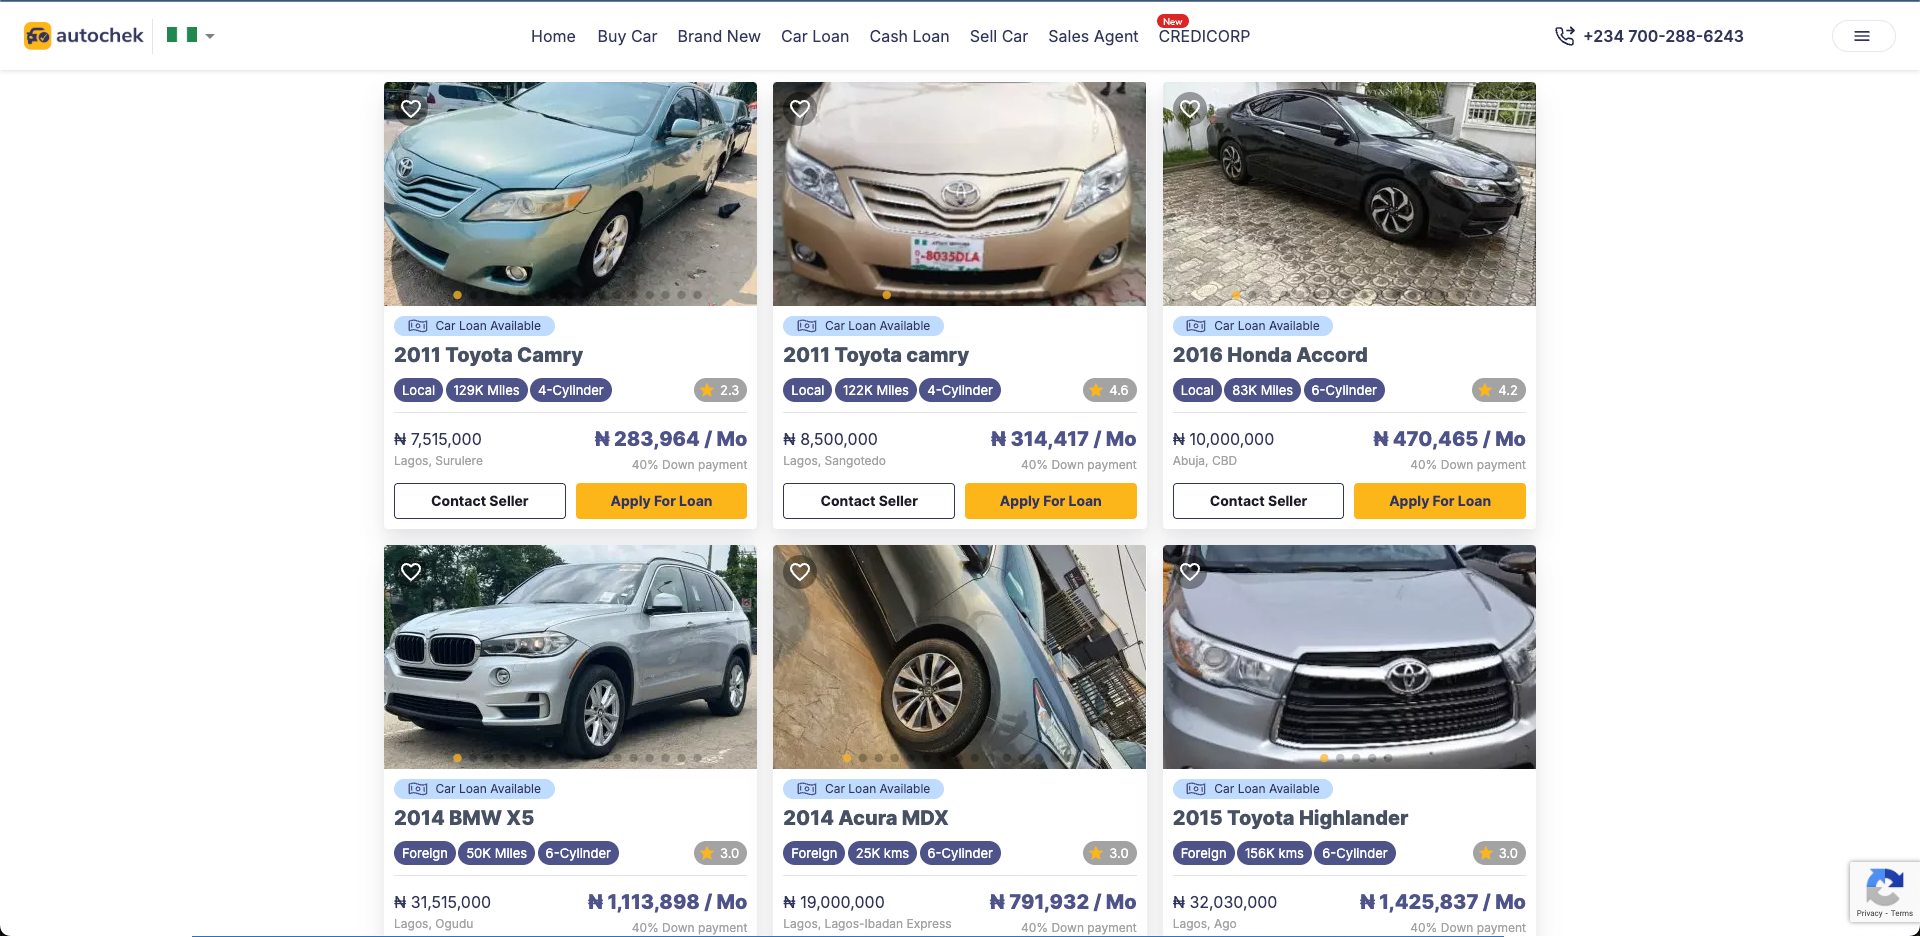 autochek
Home
Buy Car
Brand New
Car Loan
Cash Loan
Sell Car
Sales Agent
New
CREDICORP
+234 700-288-6243
8035DLA
Car Loan Available
2011 Toyota Camry
Local
129K Miles
4-Cylinder
2.3
₦ 7,515,000
₦ 283,964 / Mo
Lagos, Surulere
40% Down payment
Contact Seller
Apply For Loan
Car Loan Available
2011 Toyota camry
Local
122K Miles
4-Cylinder
4.6
₦ 8,500,000
₦ 314,417 / Mo
Lagos, Sangotedo
40% Down payment
Contact Seller
Apply For Loan
Car Loan Available
2016 Honda Accord
Local
83K Miles
6-Cylinder
4.2
₦ 10,000,000
₦ 470,465 / Mo
Abuja, CBD
40% Down payment
Contact Seller
Apply For Loan
Car Loan Available
2014 BMW X5
Foreign
50K Miles
6-Cylinder
3.0
₦ 31,515,000
₦ 1,113,898 / Mo
Lagos, Ogudu
40% Down payment
Car Loan Available
2014 Acura MDX
Foreign
25K kms
6-Cylinder
3.0
₦ 19,000,000
₦ 791,932 / Mo
Lagos, Lagos-Ibadan Express
40% Down payment
Car Loan Available
2015 Toyota Highlander
Foreign
156K kms
6-Cylinder
3.0
₦ 32,030,000
₦ 1,425,837 / Mo
Lagos, Ago
40% Down payment
Privacy - Terms